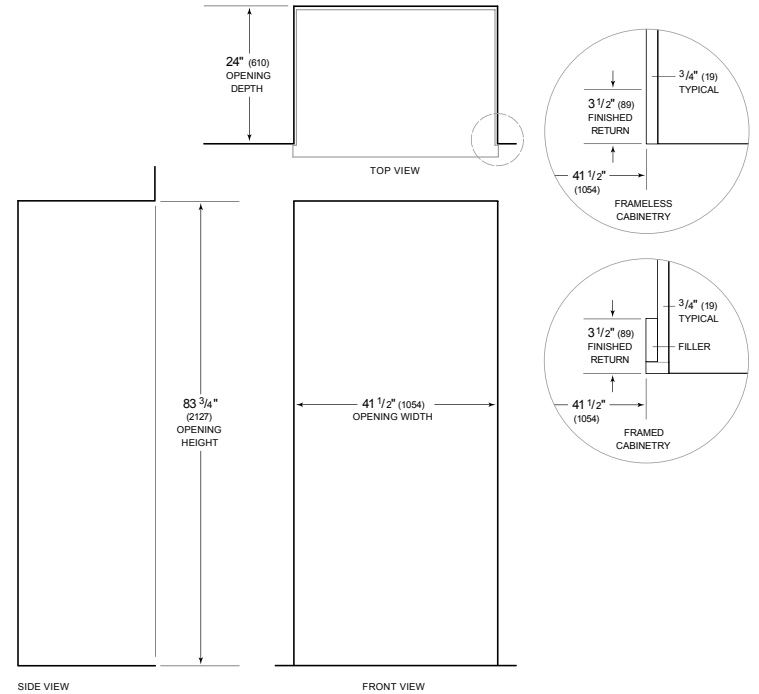 24" (610)
OPENING
DEPTH
TOP VIEW
3/4" (19)
TYPICAL
3 1/2" (89)
FINISHED
RETURN
41 1/2"
(1054)
FRAMELESS
CABINETRY
3/4" (19)
TYPICAL
3 1/2" (89)
FINISHED
RETURN
FILLER
41 1/2"
(1054)
FRAMED
CABINETRY
83 3/4"
(2127)
OPENING
HEIGHT
41 1/2" (1054)
OPENING WIDTH
SIDE VIEW
FRONT VIEW